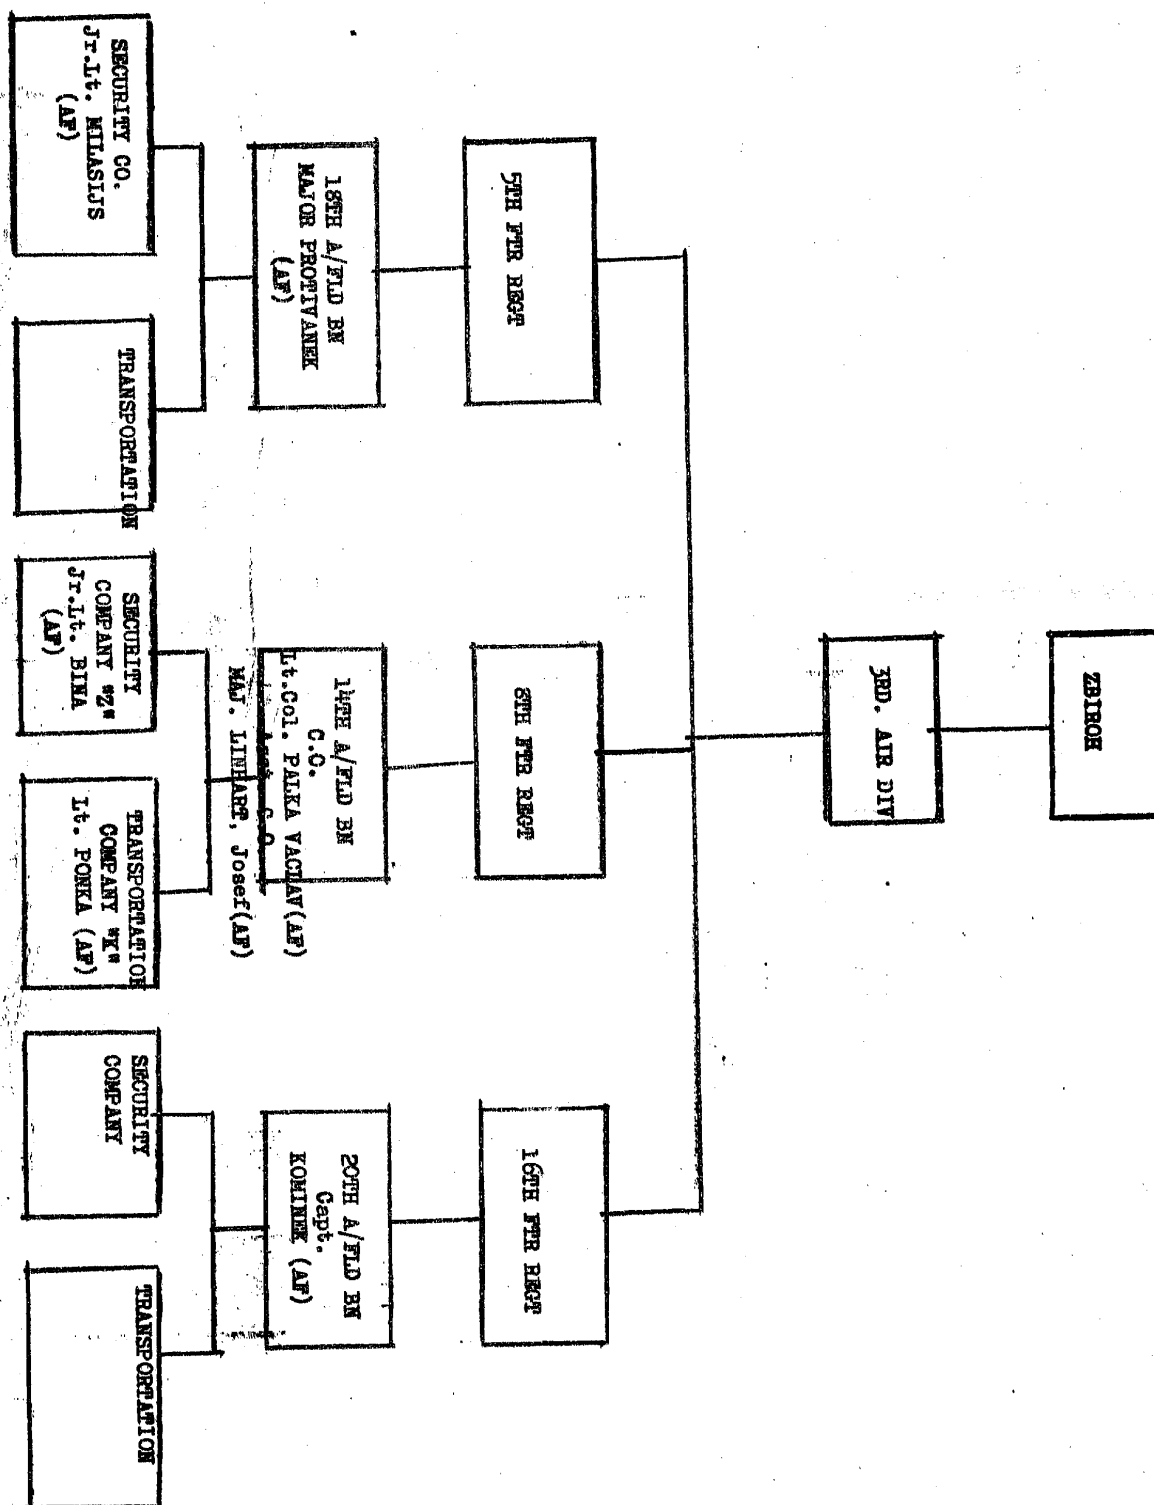 ZBIROH
3RD. AIR DIV
5TH FTR REGT
8TH FTR REGT
16TH FTR REGT
18TH A/FLD BN
MAJOR PROTIVANEK
(AF)
14TH A/FLD BN
C.O.
Lt.Col. PALKA VACLAV(AF)
Asst C.O.
MAJ. LINHART, Josef(AF)
20TH A/FLD BN
Capt.
KOMINEK (AF)
SECURITY CO.
Jr.Lt. MILASIJS
(AF)
TRANSPORTATION
SECURITY
COMPANY "Z"
Jr.Lt. BINA
(AF)
TRANSPORTATION
COMPANY "K"
Lt. PONKA (AF)
SECURITY
COMPANY
TRANSPORTATION